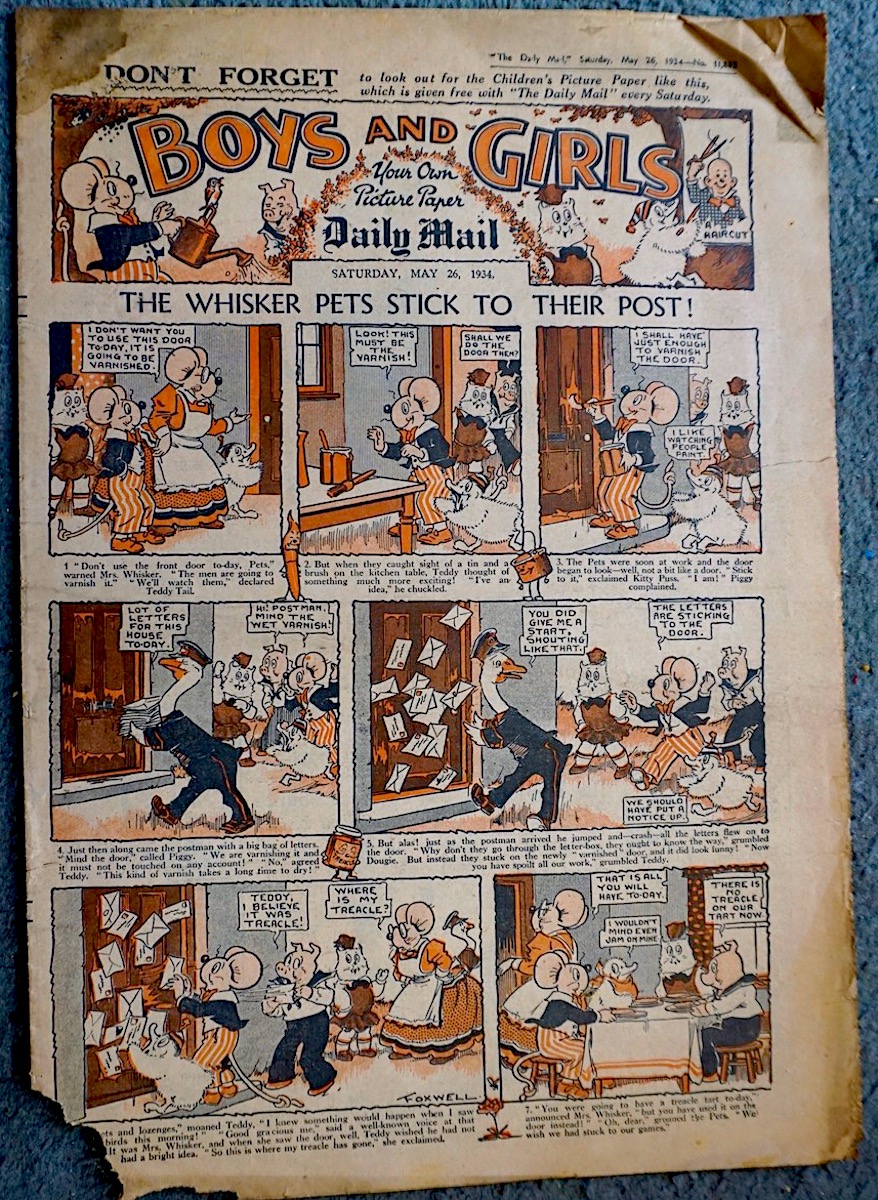 "The Daily Mail," Saturday, May 26, 1934—No.
DON'T FORGET
to look out for the Children's Picture Paper like this,
which is given free with "The Daily Mail" every Saturday.
BOYS AND GIRLS
Your Own
Picture Paper
Daily Mail
A
HAIRCUT
SATURDAY, MAY 26, 1934.
THE WHISKER PETS STICK TO THEIR POST!
I DON'T WANT YOU
TO USE THIS DOOR
TO-DAY, IT IS
GOING TO BE
VARNISHED.
LOOK! THIS
MUST BE
THE
VARNISH!
SHALL WE
DO THE
DOOR THEN?
I SHALL HAVE
JUST ENOUGH
TO VARNISH
THE DOOR.
I LIKE
WATCHING
PEOPLE
PAINT.
1 "Don't use the front door to-day, Pets,"
warned Mrs. Whisker. "The men are going to
varnish it." "We'll watch them," declared
Teddy Tail.
2. But when they caught sight of a tin and a
brush on the kitchen table, Teddy thought of
something much more exciting! "I've an
idea," he chuckled.
3. The Pets were soon at work and the door
began to look—well, not a bit like a door. "Stick
to it," exclaimed Kitty Puss. "I am!" Piggy
complained.
LOT OF
LETTERS
FOR THIS
HOUSE
TO-DAY.
HI! POSTMAN,
MIND THE
WET VARNISH!
YOU DID
GIVE ME A
START,
SHOUTING
LIKE THAT.
THE LETTERS
ARE STICKING
TO THE
DOOR.
WE SHOULD
HAVE PUT A
NOTICE UP.
4. Just then along came the postman with a big bag of letters.
"Mind the door," called Piggy. "We are varnishing it and
it must not be touched on any account!" "No," agreed
Teddy. "This kind of varnish takes a long time to dry!"
TREACLE
5. But alas! just as the postman arrived he jumped and—crash—all the letters flew on to
the door. "Why don't they go through the letter-box, they ought to know the way," grumbled
Dougie. But instead they stuck on the newly "varnished" door, and it did look funny! "Now
you have spoilt all our work," grumbled Teddy.
TEDDY,
I BELIEVE
IT WAS
TREACLE!
WHERE
IS MY
TREACLE?
THAT IS ALL
YOU WILL
HAVE TO-DAY.
I WOULDN'T
MIND EVEN
JAM ON MINE
THERE IS
NO
TREACLE
ON OUR
TART NOW
FOXWELL
and lozenges," moaned Teddy, "I knew something would happen when I saw
birds this morning!" "Good gracious me," said a well-known voice at that
It was Mrs. Whisker, and when she saw the door, well, Teddy wished he had not
had a bright idea. "So this is where my treacle has gone," she exclaimed.
7. "You were going to have a treacle tart to-day,"
announced Mrs. Whisker, "but you have used it on the
door instead!" "Oh, dear," groaned the Pets. "We
wish we had stuck to our games."